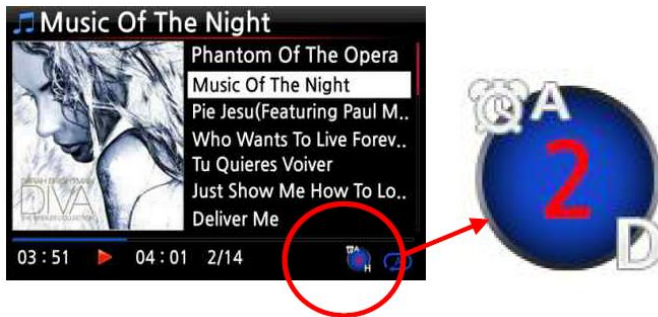 Music Of The Night
Phantom Of The Opera
Music Of The Night
Pie Jesu(Featuring Paul M..
Who Wants To Live Forev..
Tu Quieres Voiver
Just Show Me How To Lo..
Deliver Me
DIVA
03 : 51
04 : 01
2/14
A
H
A
2
D